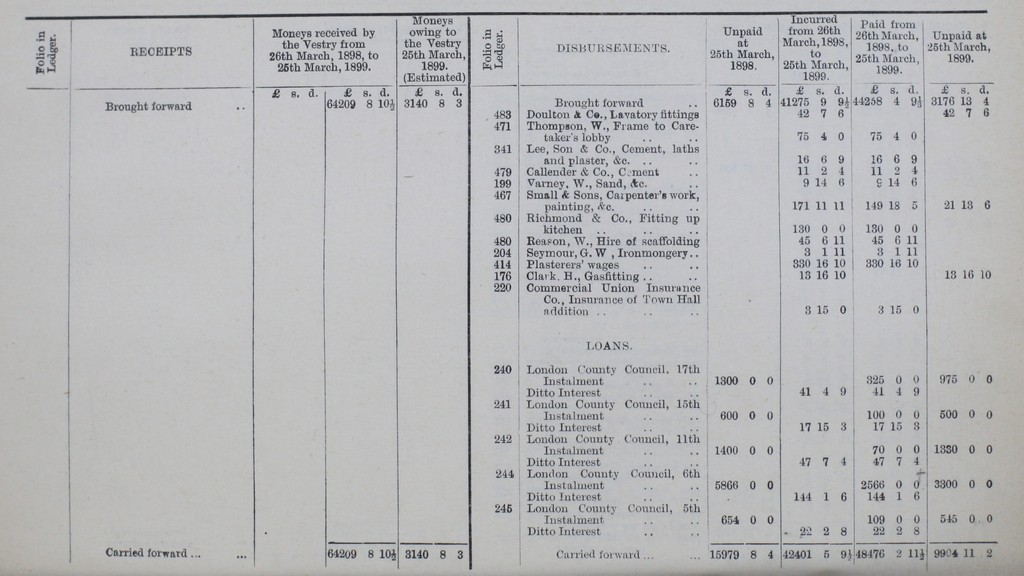 Folio in Ledger.
RECEIPTS
Moneys received by the Vestry from 26th March, 1898, to 25th March, 1899.
Moneys owing to the Vestry 25th March, 1899. (Estimated)
Folio in Ledger.
DISBURSEMENTS.
Unpaid at 25th March, 1898.
Incurred from 26th March, 1898, to 25th March, 1899.
Paid from 26th March, 1898, to 25th March, 1899.
Unpaid at 25th March, 1899.
£ s. d. £ s. d. £ s. d. £ s. d. £ s. d. £ s. d. £ s. d.
Brought forward .. 64209 8 10½ 3140 8 3 Brought forward .. 6159 8 4 41275 9 9½ 44258 4 9½ 3176 13 4
483 Doulton & Co., Lavatory fittings 42 7 6 42 7 6
471 Thompson, W., Frame to Care-
taker's lobby .. .. 75 4 0 75 4 0
341 Lee, Son & Co., Cement, laths
and plaster, &c. .. .. 16 6 9 16 6 9
479 Callender & Co., Cement .. 11 2 4 11 2 4
199 Varney, W., Sand, &c. .. 9 14 6 9 14 6
467 Small & Sons, Carpenter's work,
painting, &c. .. .. 171 11 11 149 18 5 21 13 6
480 Richmond & Co., Fitting up
kitchen .. .. .. 130 0 0 130 0 0
480 Reason, W., Hire of scaffolding 45 6 11 45 6 11
204 Seymour, G. W , Ironmongery.. 3 1 11 3 1 11
414 Plasterers' wages .. .. 330 16 10 330 16 10
176 Clark, H., Gasfitting .. .. 13 16 10 13 16 10
220 Commercial Union Insurance
Co., Insurance of Town Hall
addition .. .. .. 3 15 0 3 15 0
LOANS.
240 London County Council, 17th
Instalment .. .. 1300 0 0 325 0 0 975 0 0
Ditto Interest .. .. 41 4 9 41 4 9
241 London County Council, 15th
Instalment .. .. 600 0 0 100 0 0 500 0 0
Ditto Interest .. .. 17 15 3 17 15 3
242 London County Council, 11th
Instalment .. .. 1400 0 0 70 0 0 1330 0 0
Ditto Interest .. .. 47 7 4 47 7 4
244 London County Council, 6th
Instalment .. .. 5866 0 0 2566 0 0 3300 0 0
Ditto Interest .. .. 144 1 6 144 1 6
245 London County Council, 5th
Instalment .. .. 654 0 0 109 0 0 545 0 0
Ditto Interest .. .. 22 2 8 22 2 8
Carried forward ... ... 64209 8 10½ 3140 8 3 Carried forward ... ... 15979 8 4 42401 5 9½ 48476 2 11½ 9904 11 2